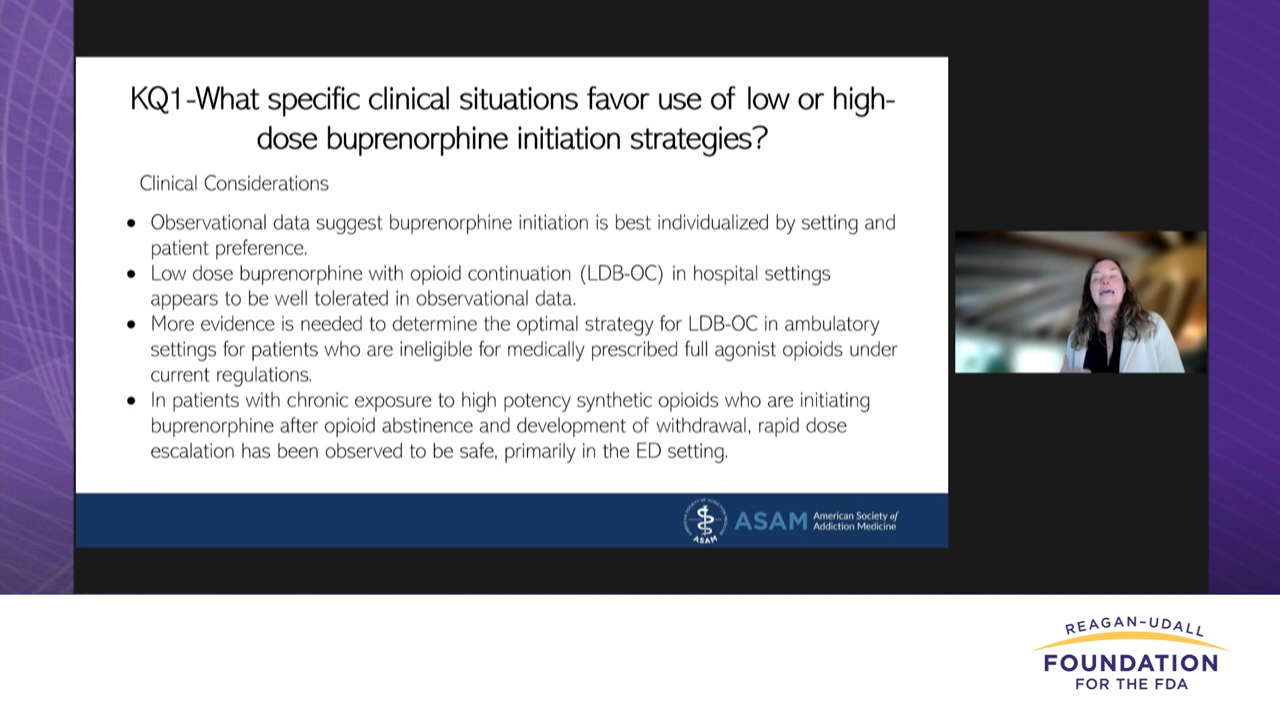 KQ1-What specific clinical situations favor use of low or high-
dose buprenorphine initiation strategies?
Clinical Considerations
• Observational data suggest buprenorphine initiation is best individualized by setting and
patient preference.
• Low dose buprenorphine with opioid continuation (LDB-OC) in hospital settings
appears to be well tolerated in observational data.
• More evidence is needed to determine the optimal strategy for LDB-OC in ambulatory
settings for patients who are ineligible for medically prescribed full agonist opioids under
current regulations.
• In patients with chronic exposure to high potency synthetic opioids who are initiating
buprenorphine after opioid abstinence and development of withdrawal, rapid dose
escalation has been observed to be safe, primarily in the ED setting.
ASAM
ASAM
American Society of
Addiction Medicine
REAGAN-UDALL
FOUNDATION
FOR THE FDA